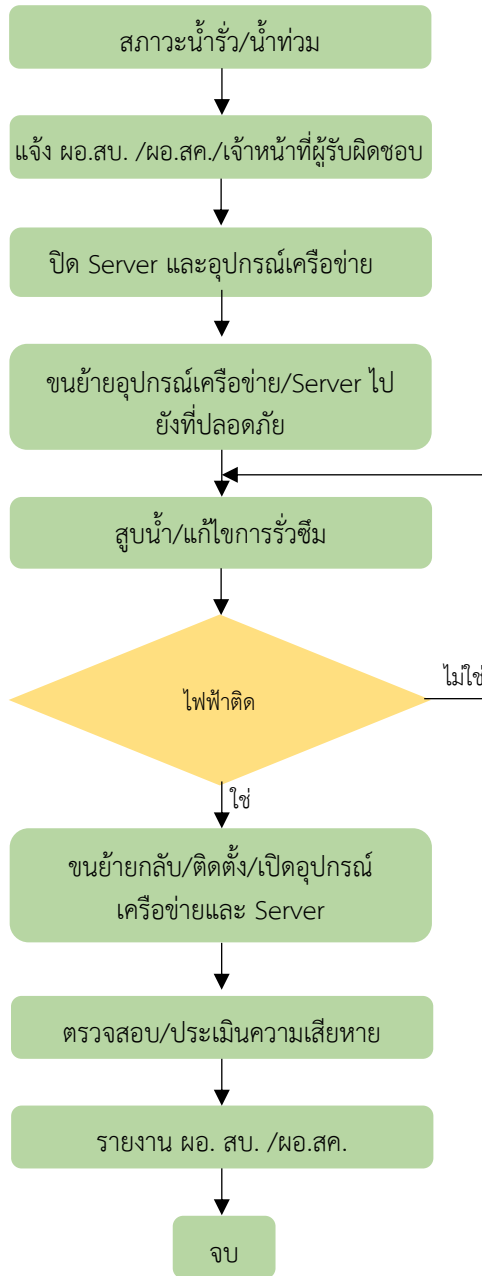 สภาวะน้ำรั่ว/น้ำท่วม
แจ้ง ผอ.สบ. /ผอ.สค./เจ้าหน้าที่ผู้รับผิดชอบ
ปิด Server และอุปกรณ์เครือข่าย
ขนย้ายอุปกรณ์เครือข่าย/Server ไป
ยังที่ปลอดภัย
สูบน้ำ/แก้ไขการรั่วซึม
ไฟฟ้าติด
ไม่ใช่
ใช่
ขนย้ายกลับ/ติดตั้ง/เปิดอุปกรณ์
เครือข่ายและ Server
ตรวจสอบ/ประเมินความเสียหาย
รายงาน ผอ. สบ. /ผอ.สค.
จบ